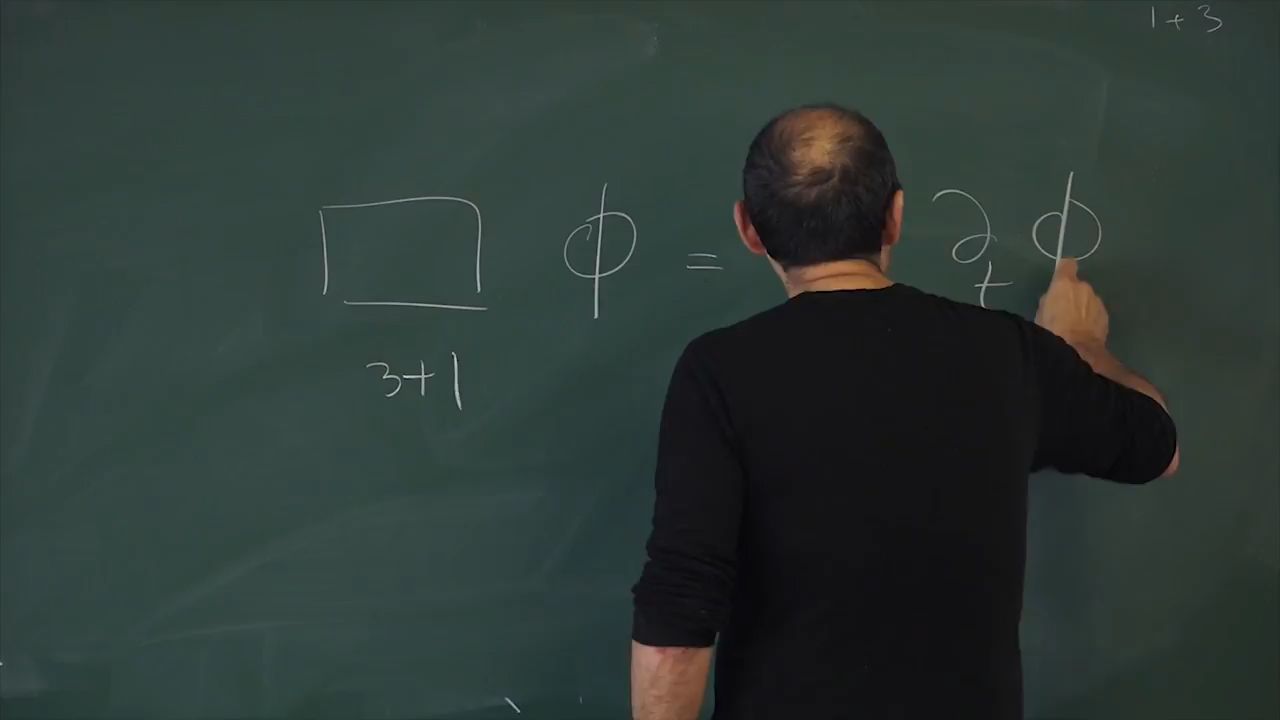 1 + 3
□ ϕ = ∂ₜ ϕ
3+1